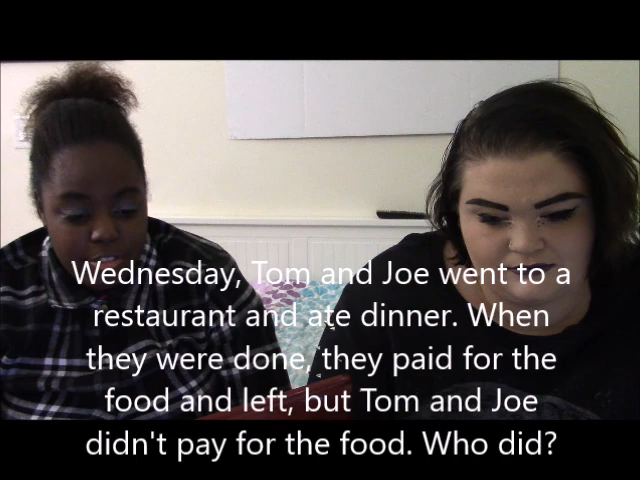 Wednesday, Tom and Joe went to a
restaurant and ate dinner. When
they were done, they paid for the
food and left, but Tom and Joe
didn't pay for the food. Who did?